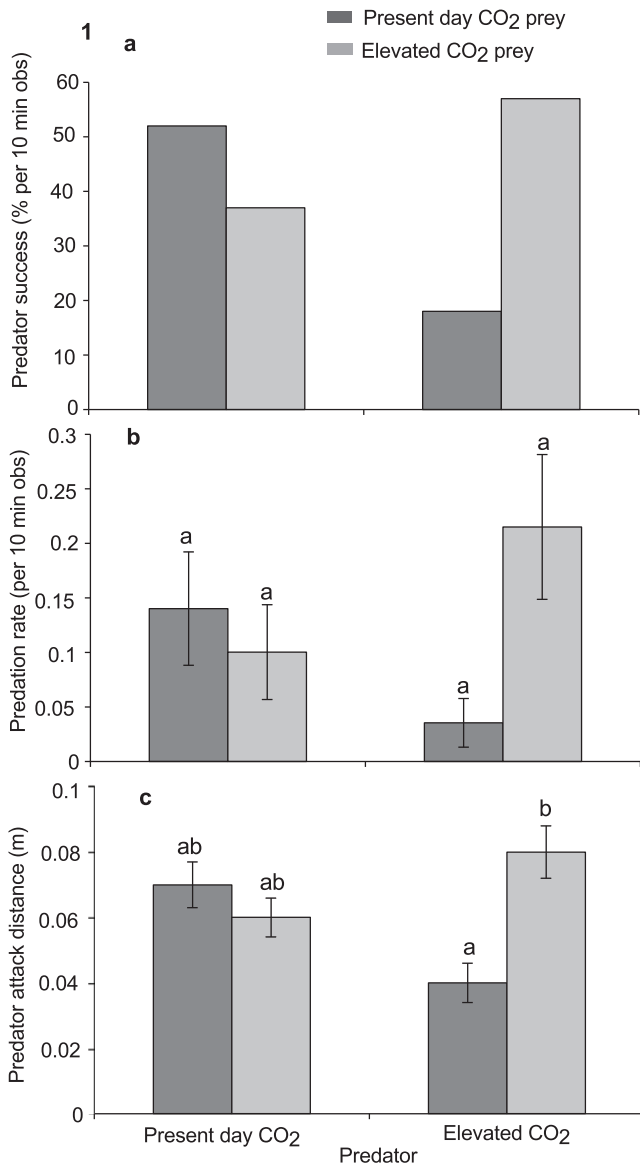 Present day CO2 prey
Elevated CO2 prey
1
a
Predator success (% per 10 min obs)
60
50
40
30
20
10
0
b
Predation rate (per 10 min obs)
0.3
0.25
0.2
0.15
0.1
0.05
0
a
a
a
a
c
Predator attack distance (m)
0.1
0.08
0.06
0.04
0.02
0
ab
ab
a
b
Present day CO2
Elevated CO2
Predator